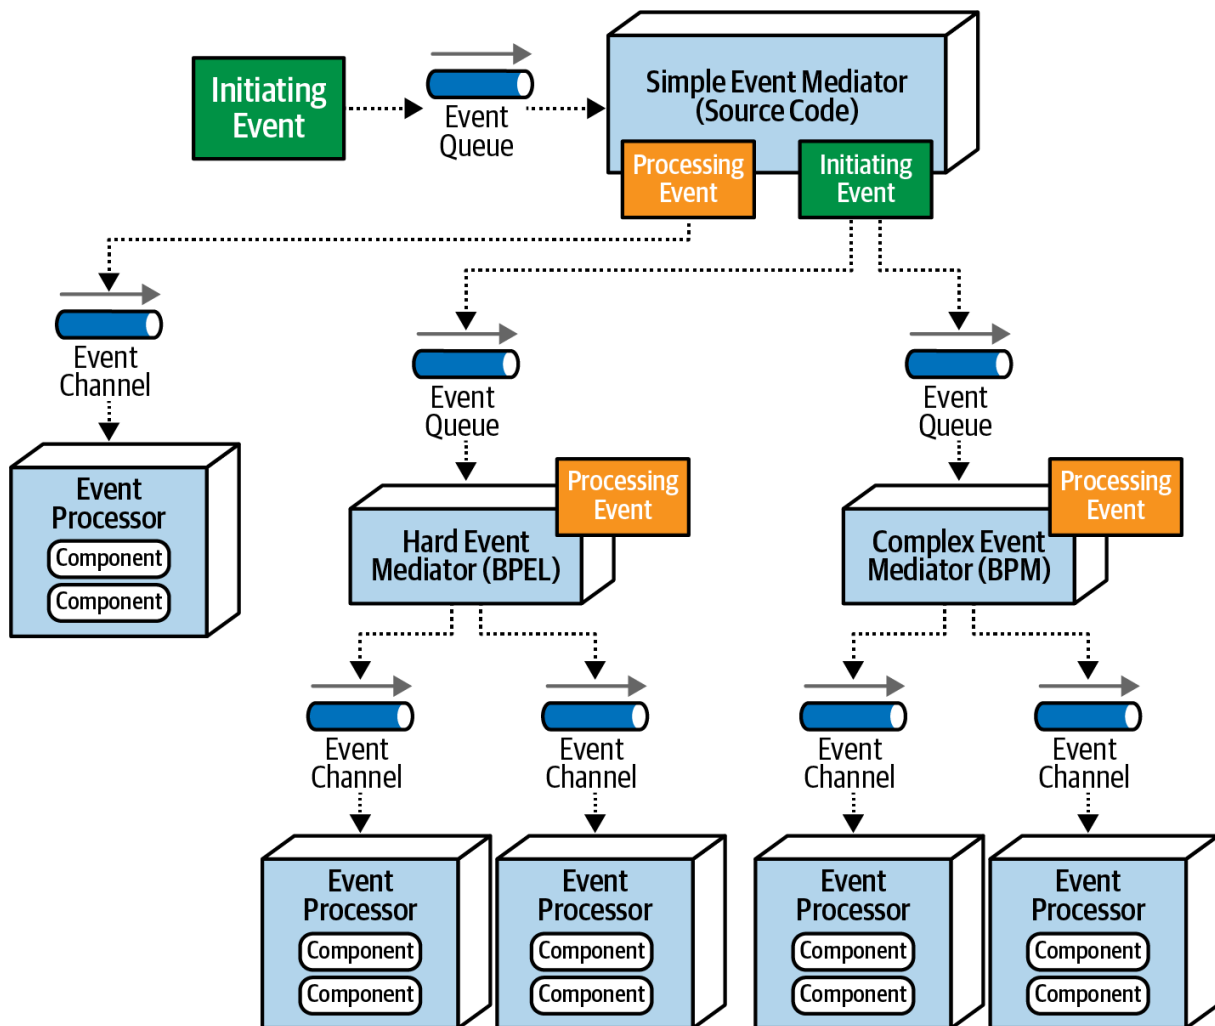 Initiating
Event
Event
Queue
Simple Event Mediator
(Source Code)
Processing
Event
Initiating
Event
Event
Channel
Event
Queue
Event
Queue
Event
Processor
Component
Component
Processing
Event
Hard Event
Mediator (BPEL)
Processing
Event
Complex Event
Mediator (BPM)
Event
Channel
Event
Channel
Event
Channel
Event
Channel
Event
Processor
Component
Component
Event
Processor
Component
Component
Event
Processor
Component
Component
Event
Processor
Component
Component